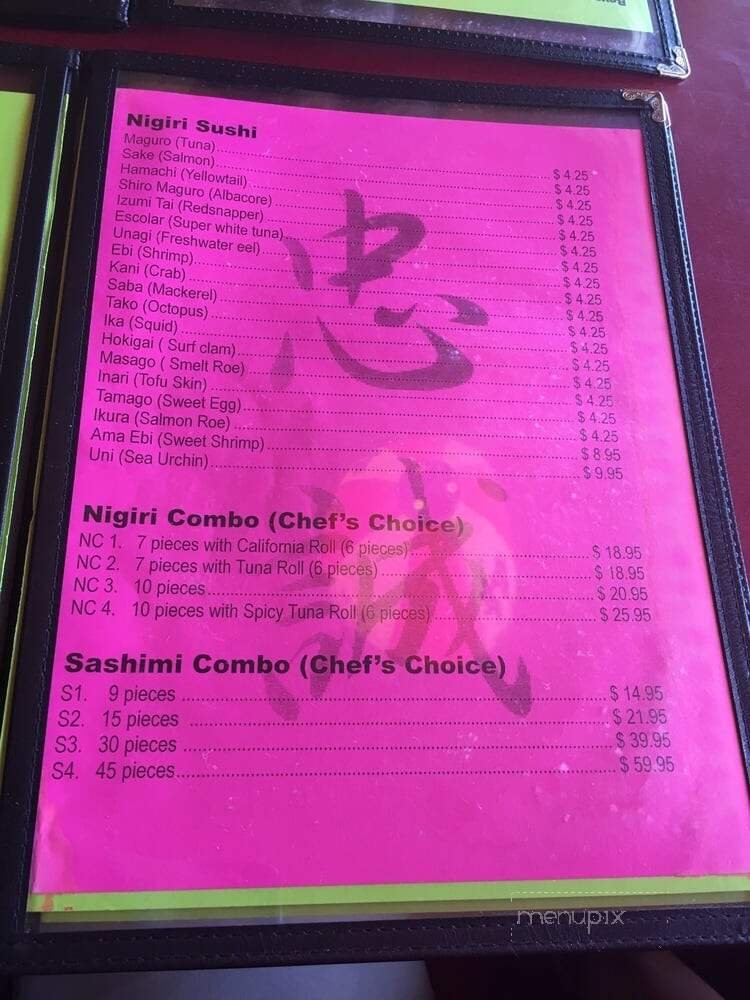 Nigiri Sushi
Maguro (Tuna) $ 4.25
Sake (Salmon) $ 4.25
Hamachi (Yellowtail) $ 4.25
Shiro Maguro (Albacore) $ 4.25
Izumi Tai (Redsnapper) $ 4.25
Escolar (Super white tuna) $ 4.25
Unagi (Freshwater eel) $ 4.25
Ebi (Shrimp) $ 4.25
Kani (Crab) $ 4.25
Saba (Mackerel) $ 4.25
Tako (Octopus) $ 4.25
Ika (Squid) $ 4.25
Hokigai ( Surf clam) $ 4.25
Masago ( Smelt Roe) $ 4.25
Inari (Tofu Skin) $ 4.25
Tamago (Sweet Egg) $ 4.25
Ikura (Salmon Roe) $ 4.25
Ama Ebi (Sweet Shrimp) $ 8.95
Uni (Sea Urchin) $ 9.95
忠
誠
Nigiri Combo (Chef's Choice)
NC 1. 7 pieces with California Roll (6 pieces) $ 18.95
NC 2. 7 pieces with Tuna Roll (6 pieces) $ 18.95
NC 3. 10 pieces $ 20.95
NC 4. 10 pieces with Spicy Tuna Roll (6 pieces) $ 25.95
Sashimi Combo (Chef's Choice)
S1. 9 pieces $ 14.95
S2. 15 pieces $ 21.95
S3. 30 pieces $ 39.95
S4. 45 pieces $ 59.95
menupix